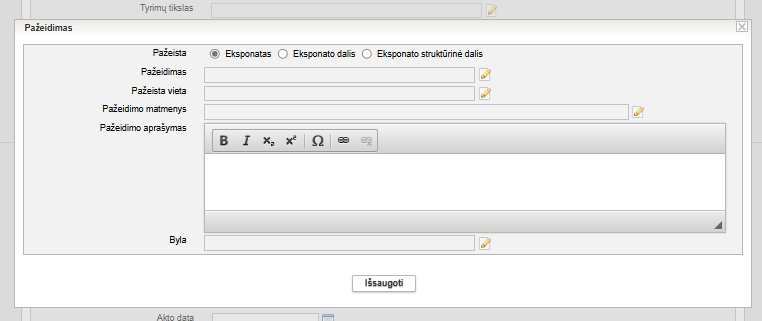 Tyrimų tikslas
Pažeidimas
Pažeista Eksponatas Eksponato dalis Eksponato struktūrinė dalis
Pažeidimas
Pažeista vieta
Pažeidimo matmenys
Pažeidimo aprašymas
B I x₂ x² Ω
Byla
Išsaugoti
Akto data